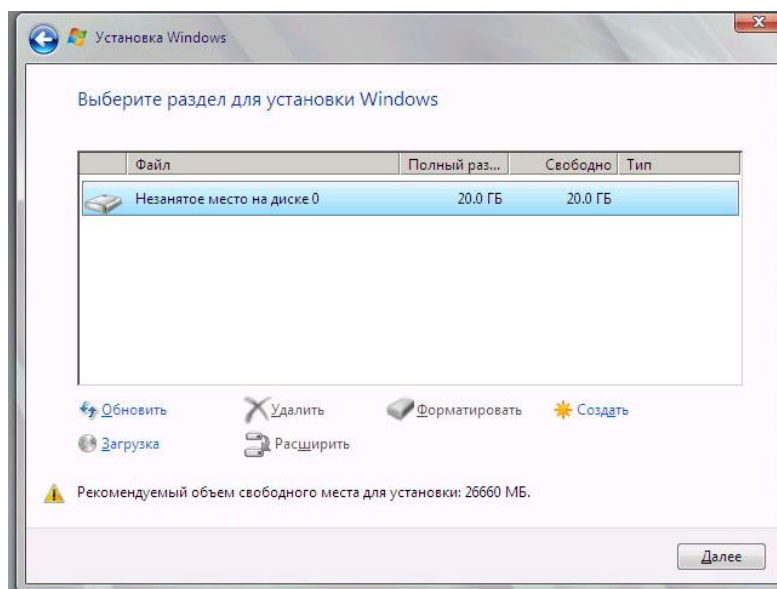 Установка Windows
Выберите раздел для установки Windows
Файл Полный раз... Свободно Тип
Незанятое место на диске 0 20.0 ГБ 20.0 ГБ
Обновить Удалить Форматировать Создать
Загрузка Расширить
Рекомендуемый объем свободного места для установки: 26660 МБ.
Далее